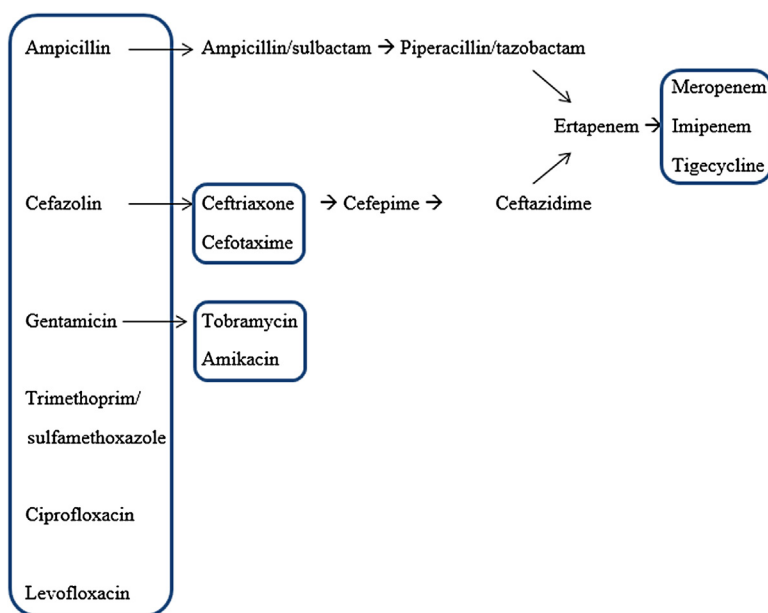 Ampicillin → Ampicillin/sulbactam → Piperacillin/tazobactam
Meropenem
Ertapenem → Imipenem
Tigecycline
Cefazolin → Ceftriaxone → Cefepime → Ceftazidime
Cefotaxime
Gentamicin → Tobramycin
Amikacin
Trimethoprim/
sulfamethoxazole
Ciprofloxacin
Levofloxacin